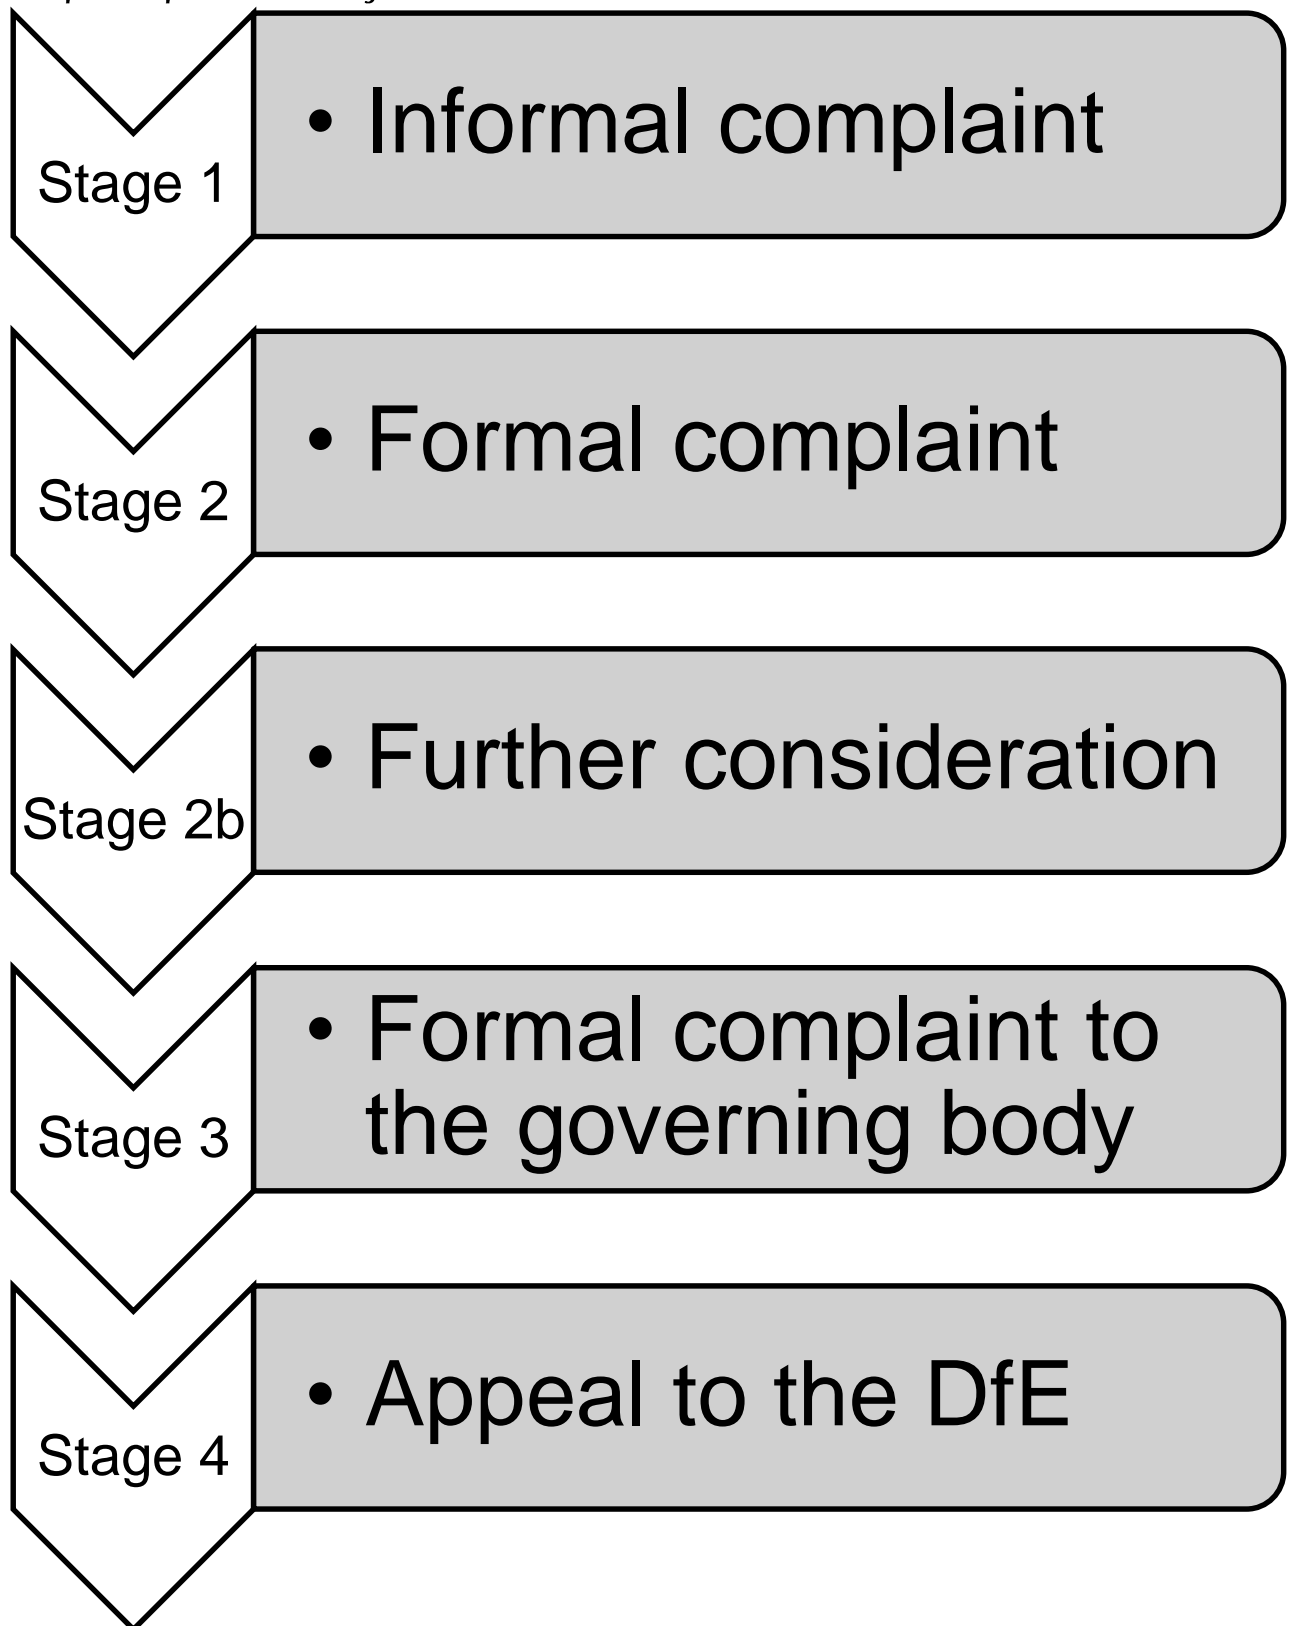 Stage 1
• Informal complaint
Stage 2
• Formal complaint
Stage 2b
• Further consideration
Stage 3
• Formal complaint to
the governing body
Stage 4
• Appeal to the DfE